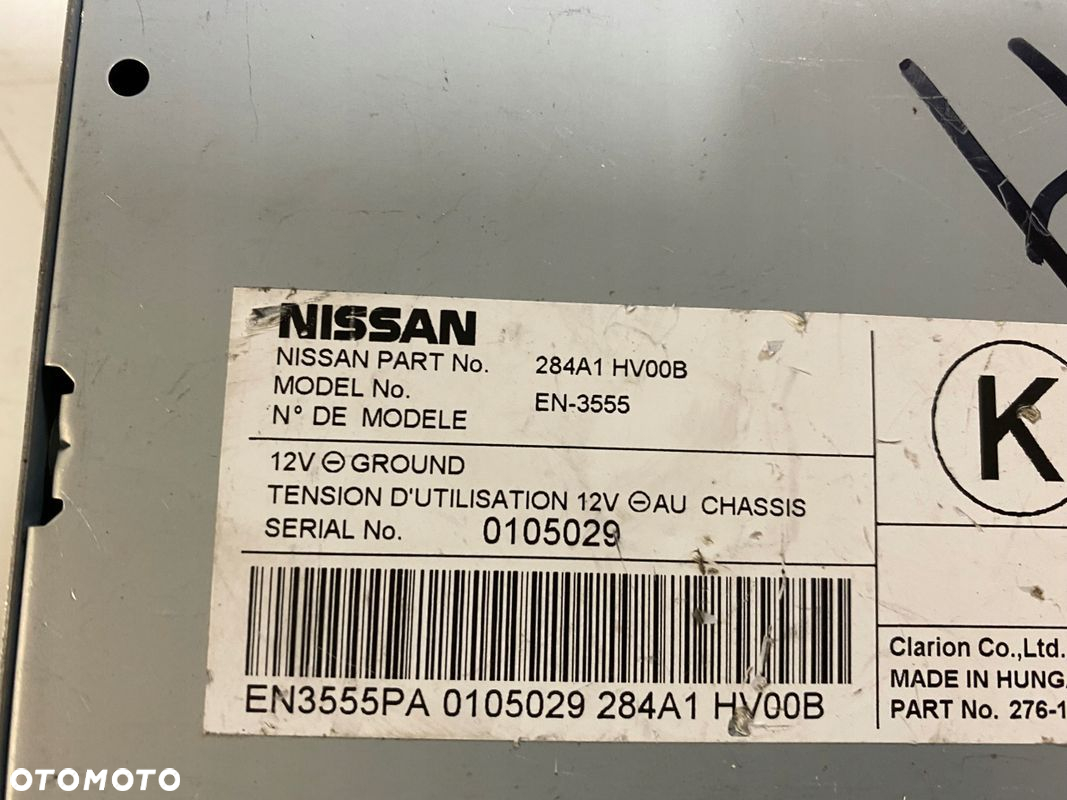 NISSAN
NISSAN PART No. 284A1 HV00B
MODEL No.
N° DE MODELE EN-3555
12V ⊖ GROUND
TENSION D'UTILISATION 12V ⊖ AU CHASSIS
SERIAL No. 0105029
EN3555PA 0105029 284A1 HV00B
K
Clarion Co.,Ltd.
MADE IN HUNGA
PART No. 276-1
OTOMOTO